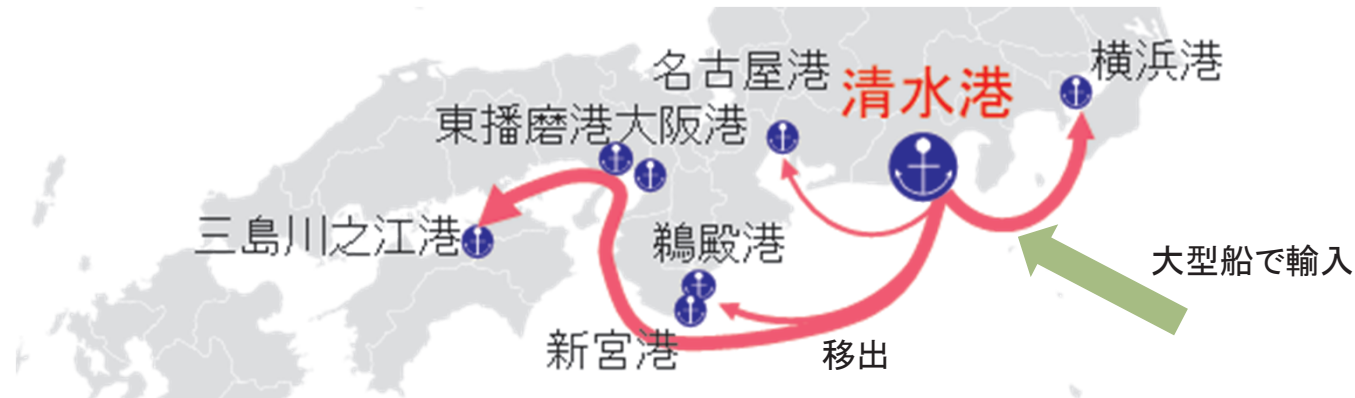 横浜港
名古屋港
清水港
東播磨港大阪港
三島川之江港
鵜殿港
大型船で輸入
新宮港
移出